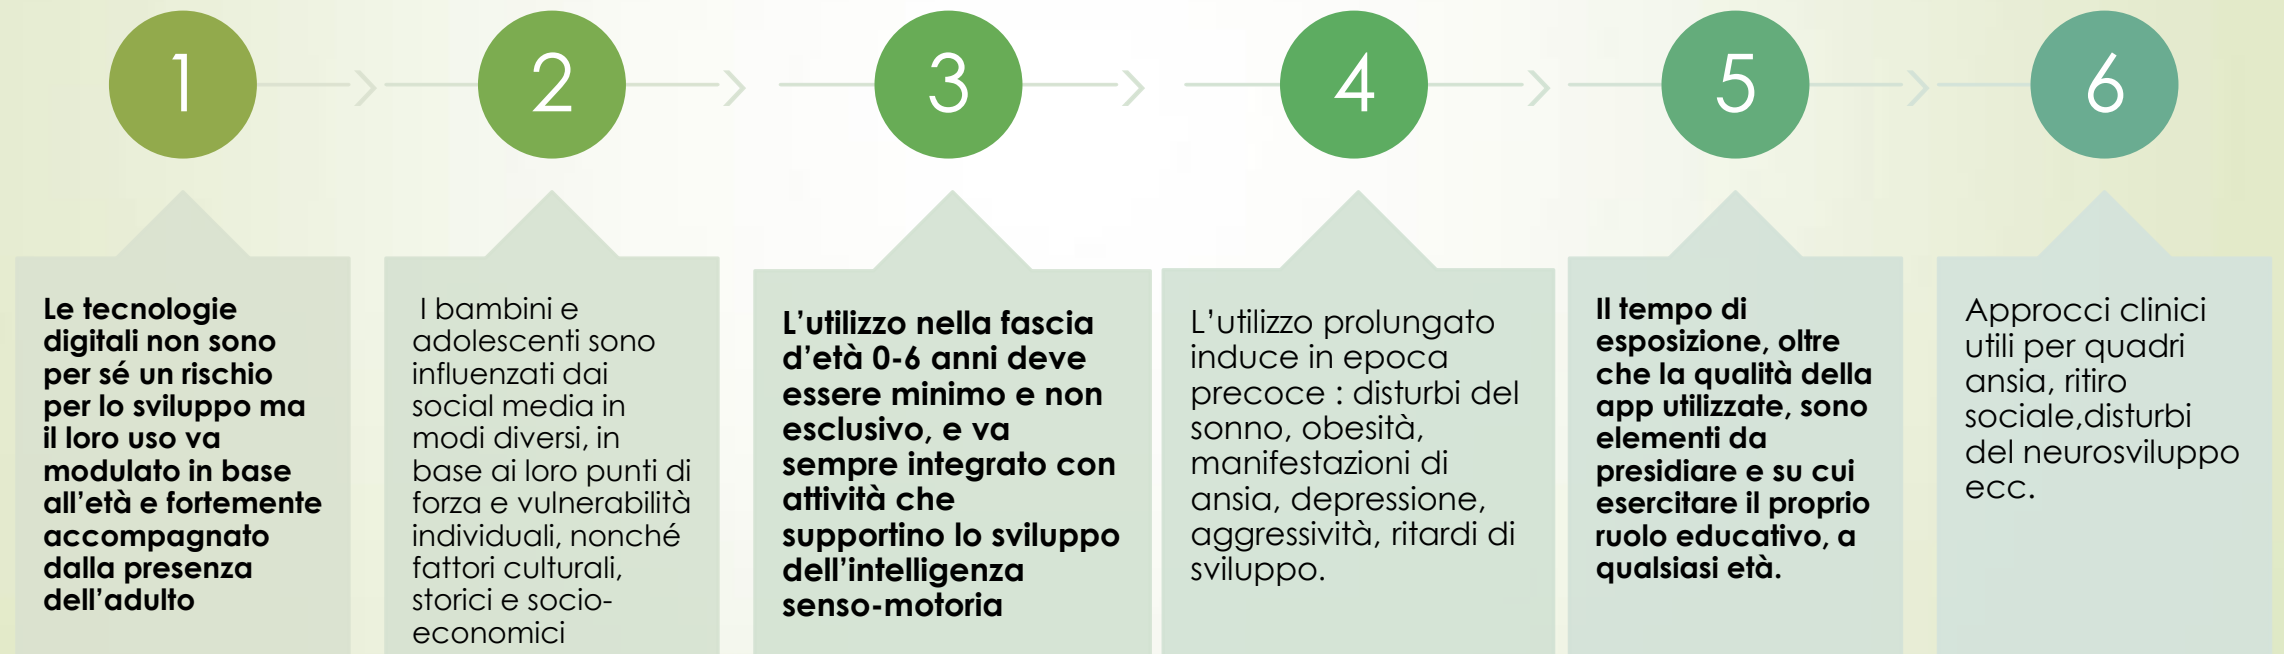 1
2
3
4
5
6
Le tecnologie
digitali non sono
per sé un rischio
per lo sviluppo ma
il loro uso va
modulato in base
all’età e fortemente
accompagnato
dalla presenza
dell’adulto
I bambini e
adolescenti sono
influenzati dai
social media in
modi diversi, in
base ai loro punti di
forza e vulnerabilità
individuali, nonché
fattori culturali,
storici e socio-
economici
L’utilizzo nella fascia
d’età 0-6 anni deve
essere minimo e non
esclusivo, e va
sempre integrato con
attività che
supportino lo sviluppo
dell’intelligenza
senso-motoria
L’utilizzo prolungato
induce in epoca
precoce : disturbi del
sonno, obesità,
manifestazioni di
ansia, depressione,
aggressività, ritardi di
sviluppo.
Il tempo di
esposizione, oltre
che la qualità della
app utilizzate, sono
elementi da
presidiare e su cui
esercitare il proprio
ruolo educativo, a
qualsiasi età.
Approcci clinici
utili per quadri
ansia, ritiro
sociale,disturbi
del neurosviluppo
ecc.